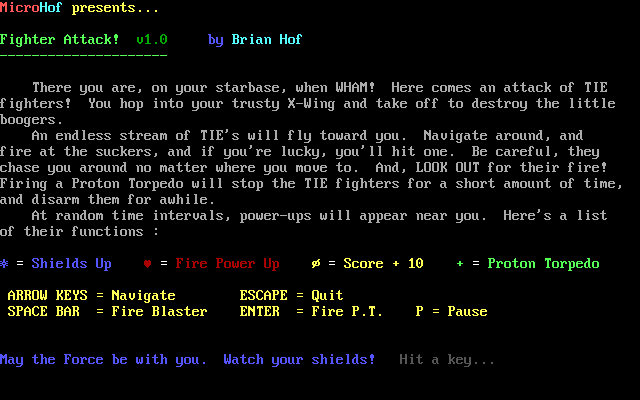 MicroHof presents...
Fighter Attack!  v1.0     by Brian Hof
---------------------
There you are, on your starbase, when WHAM!  Here comes an attack of TIE
fighters!  You hop into your trusty X-Wing and take off to destroy the little
boogers.
An endless stream of TIE's will fly toward you.  Navigate around, and
fire at the suckers, and if you're lucky, you'll hit one.  Be careful, they
chase you around no matter where you move to.  And, LOOK OUT for their fire!
Firing a Proton Torpedo will stop the TIE fighters for a short amount of time,
and disarm them for awhile.
At random time intervals, power-ups will appear near you.  Here's a list
of their functions :
* = Shields Up    ♥ = Fire Power Up    ø = Score + 10    + = Proton Torpedo
ARROW KEYS = Navigate        ESCAPE = Quit
SPACE BAR  = Fire Blaster    ENTER  = Fire P.T.    P = Pause
May the Force be with you.  Watch your shields!   Hit a key...